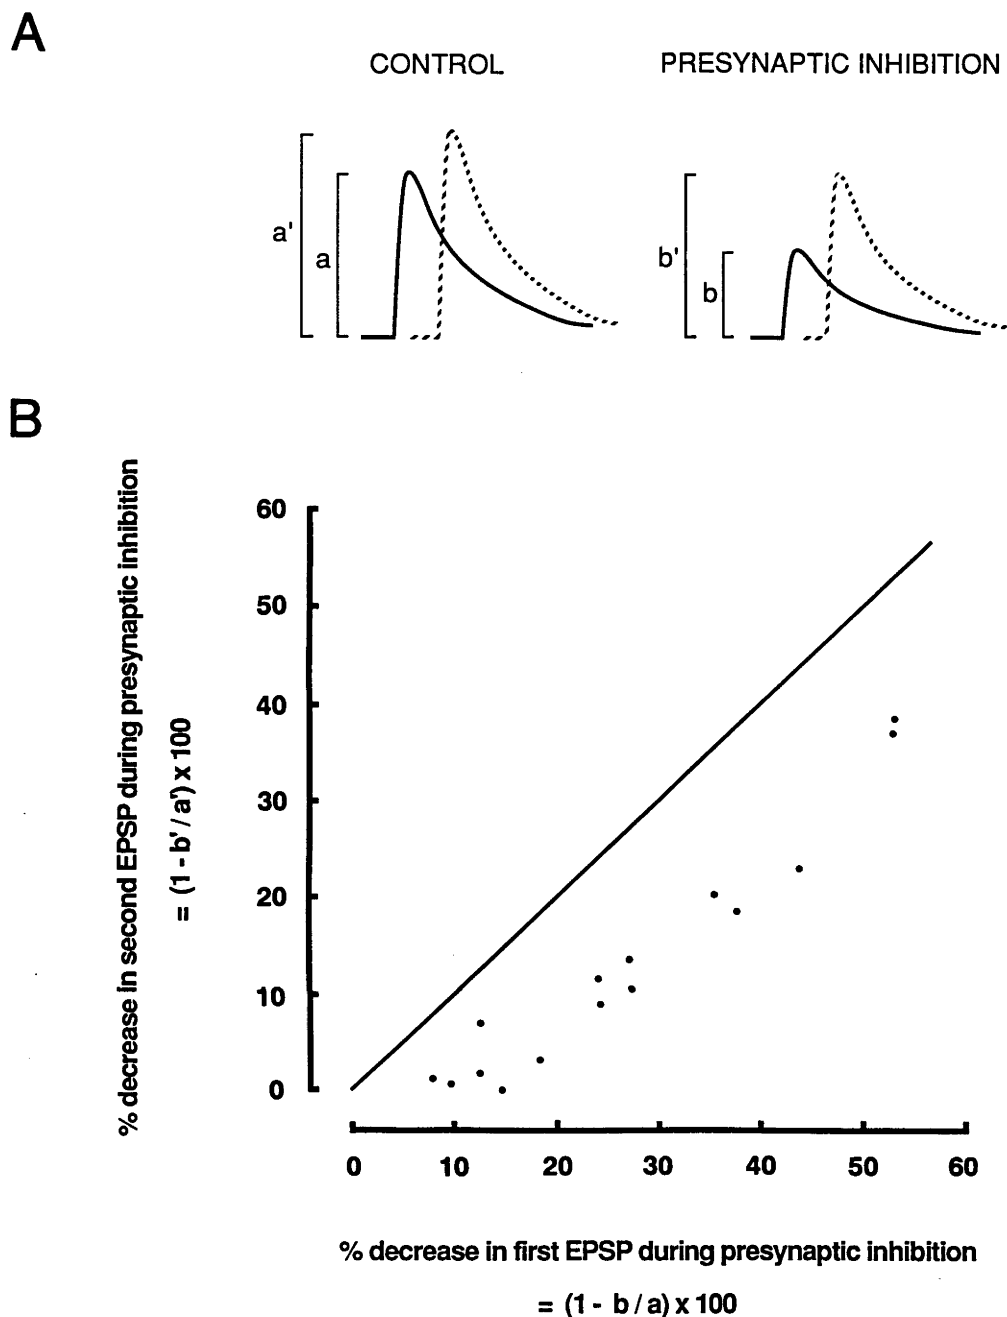 A
CONTROL
PRESYNAPTIC INHIBITION
a'
a
b'
b
B
% decrease in second EPSP during presynaptic inhibition
= (1 - b' / a') x 100
60
50
40
30
20
10
0
0 10 20 30 40 50 60
% decrease in first EPSP during presynaptic inhibition
= (1 - b / a) x 100